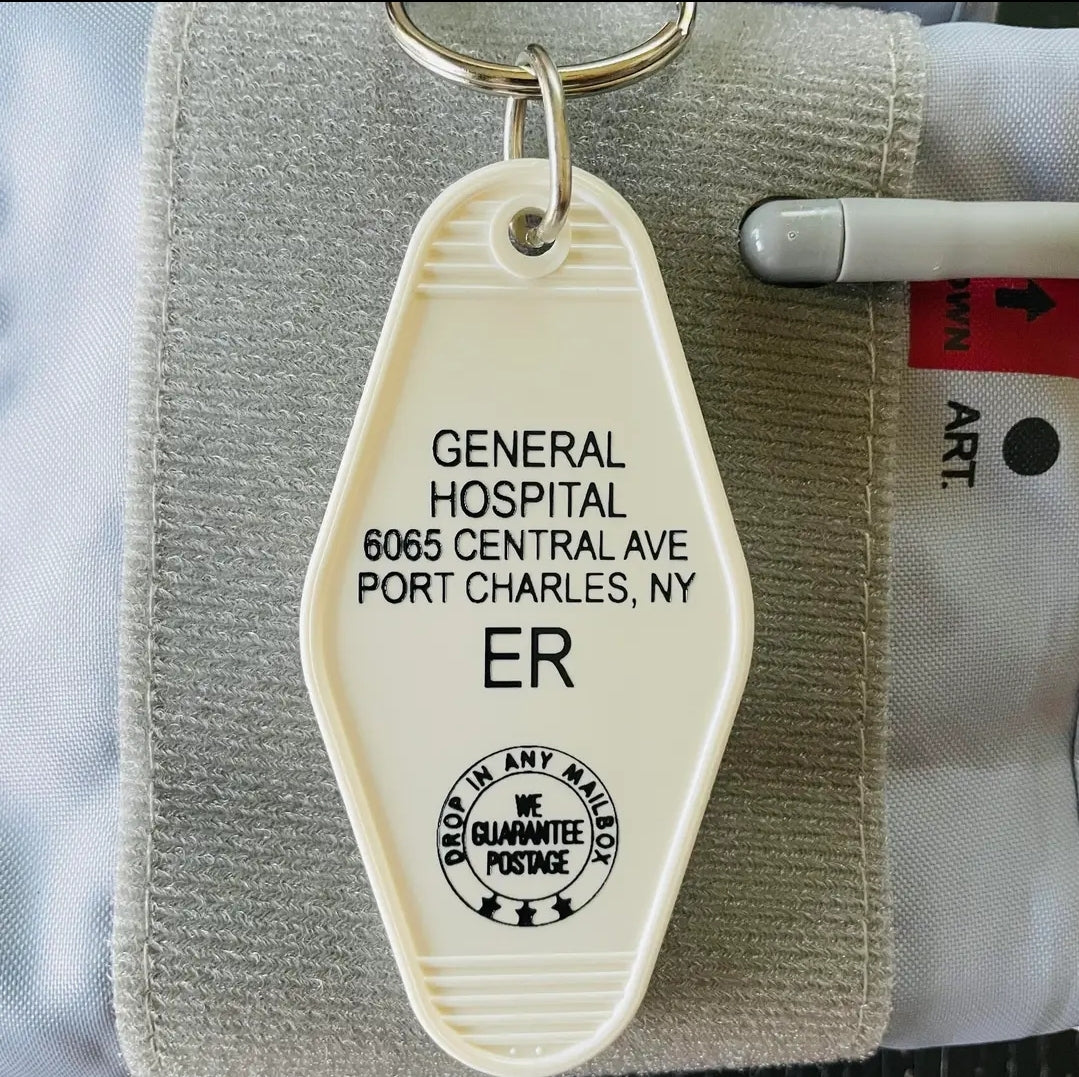 GENERAL
HOSPITAL
6065 CENTRAL AVE
PORT CHARLES, NY
ER
DROP IN ANY MAILBOX
WE
GUARANTEE
POSTAGE
ART.